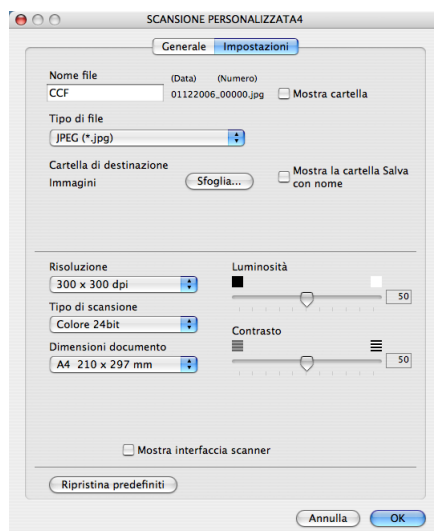 SCANSIONE PERSONALIZZATA4
Generale Impostazioni
Nome file (Data) (Numero)
CCF 01122006_00000.jpg Mostra cartella
Tipo di file
JPEG (*.jpg)
Cartella di destinazione
Immagini Sfoglia... Mostra la cartella Salva
con nome
Risoluzione Luminosità
300 x 300 dpi 50
Tipo di scansione
Colore 24bit Contrasto
Dimensioni documento
A4 210 x 297 mm 50
Mostra interfaccia scanner
Ripristina predefiniti
Annulla OK